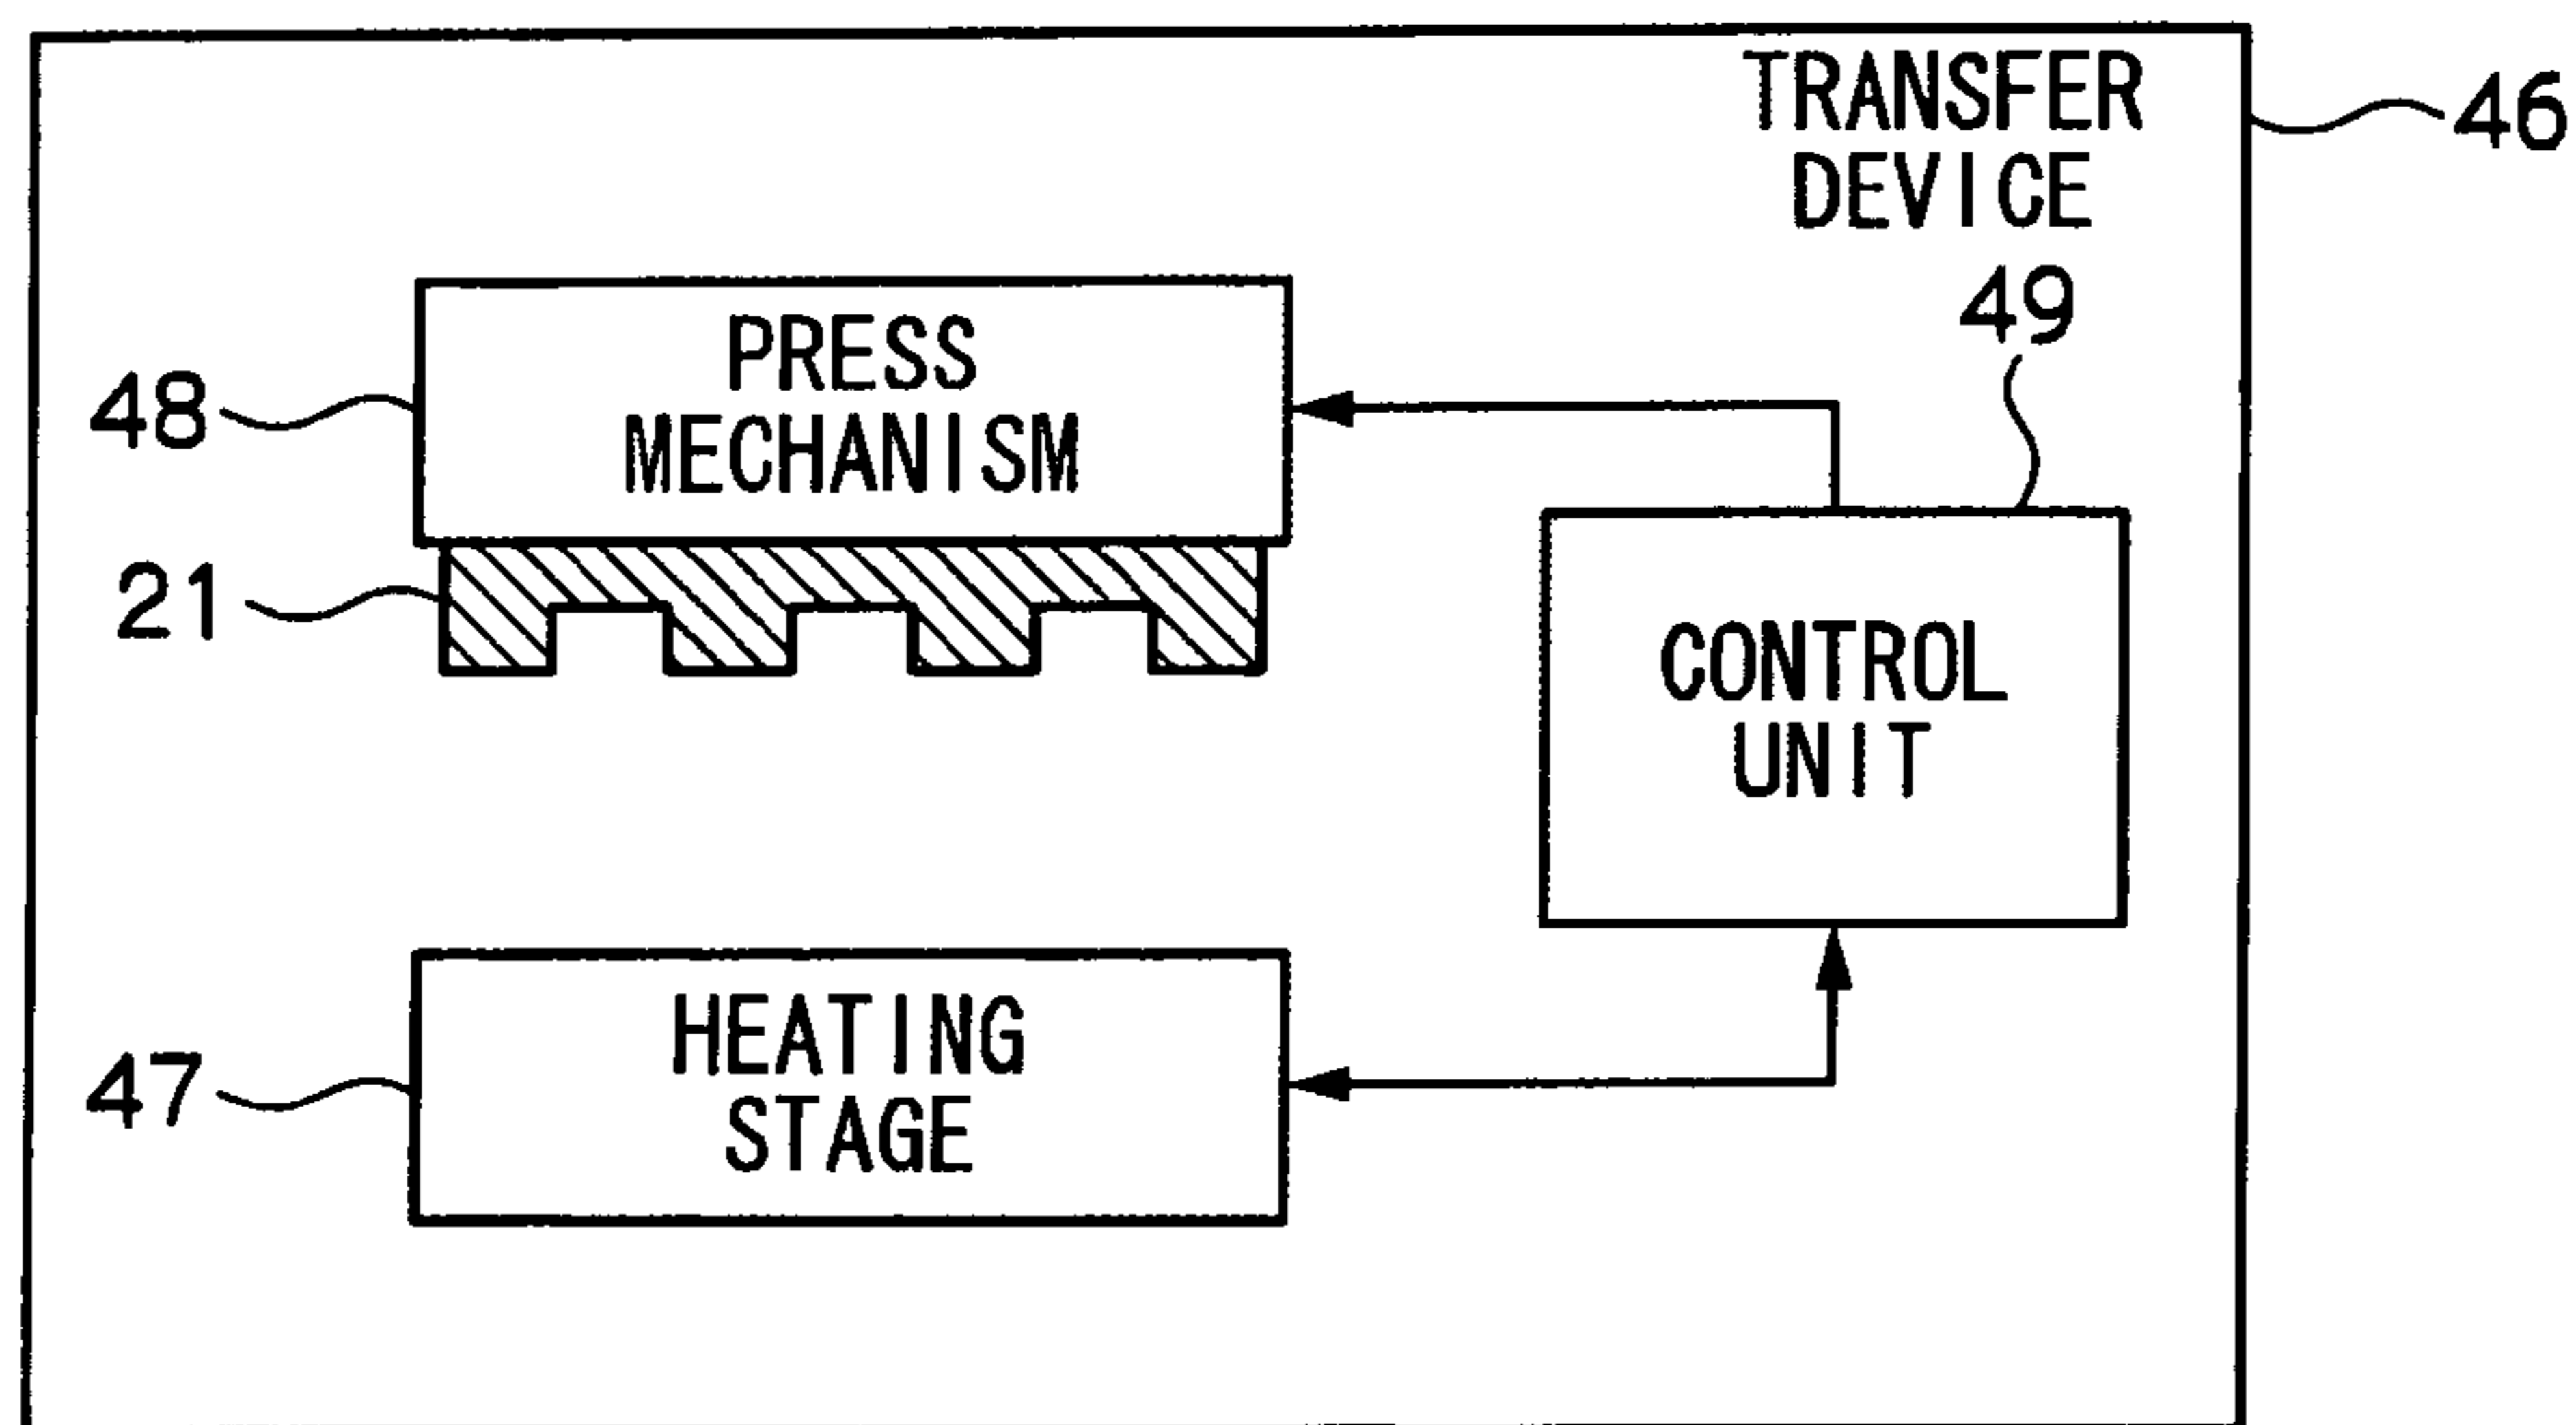 TRANSFER
DEVICE
46
49
PRESS
MECHANISM
48
21
CONTROL
UNIT
HEATING
STAGE
47